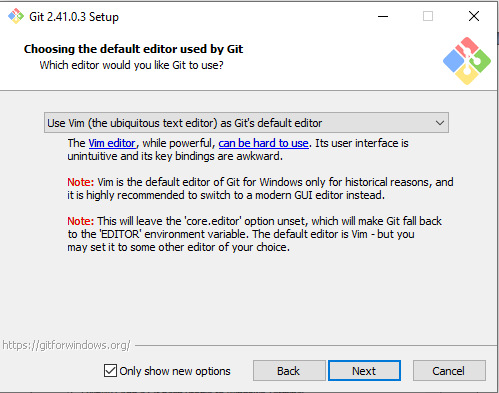 Git 2.41.0.3 Setup
Choosing the default editor used by Git
Which editor would you like Git to use?
Use Vim (the ubiquitous text editor) as Git's default editor
The Vim editor, while powerful, can be hard to use. Its user interface is
unintuitive and its key bindings are awkward.
Note: Vim is the default editor of Git for Windows only for historical reasons, and
it is highly recommended to switch to a modern GUI editor instead.
Note: This will leave the 'core.editor' option unset, which will make Git fall back
to the 'EDITOR' environment variable. The default editor is Vim - but you
may set it to some other editor of your choice.
https://gitforwindows.org/
Only show new options
Back
Next
Cancel